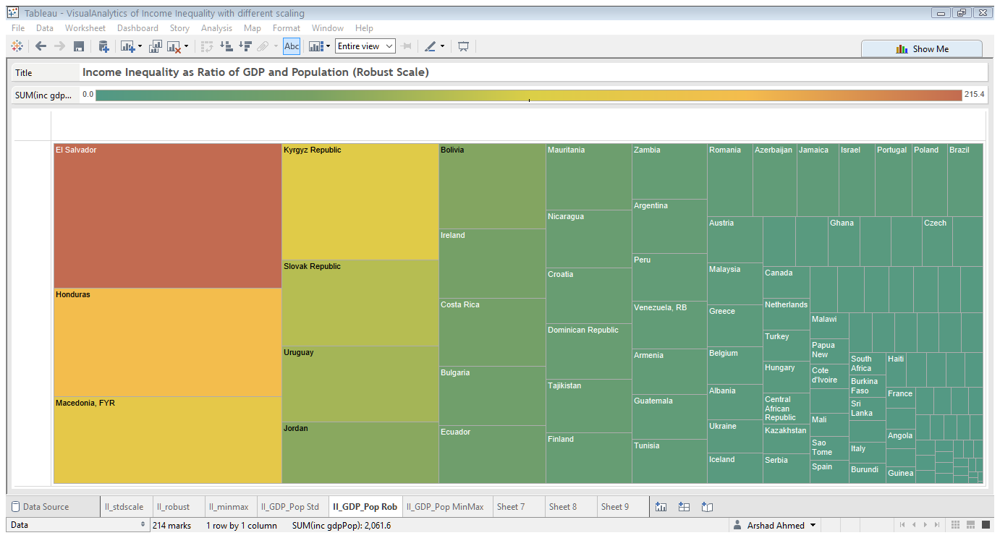 Tableau - VisualAnalytics of Income Inequality with different scaling
File Data Worksheet Dashboard Story Analysis Map Format Window Help
Abc Entire view Show Me
Title Income Inequality as Ratio of GDP and Population (Robust Scale)
SUM(inc gdp... 0.0 215.4
El Salvador
Honduras
Macedonia, FYR
Kyrgyz Republic
Slovak Republic
Uruguay
Jordan
Bolivia
Ireland
Costa Rica
Bulgaria
Ecuador
Mauritania
Nicaragua
Croatia
Dominican Republic
Tajikistan
Finland
Zambia
Argentina
Peru
Venezuela, RB
Armenia
Guatemala
Tunisia
Romania
Azerbaijan
Jamaica
Israel
Portugal
Poland
Brazil
Austria
Malaysia
Greece
Belgium
Albania
Ukraine
Iceland
Ghana
Czech
Canada
Netherlands
Turkey
Hungary
Central
African
Republic
Kazakhstan
Serbia
Malawi
Papua
New
Cote
d'Ivoire
Mali
Sao
Tome
Spain
South
Africa
Burkina
Faso
Sri
Lanka
Italy
Burundi
Haiti
France
Angola
Guinea
Data Source II_stdscale II_robust II_minmax II_GDP_Pop Std II_GDP_Pop Rob II_GDP_Pop MinMax Sheet 7 Sheet 8 Sheet 9
Data 214 marks 1 row by 1 column SUM(inc gdpPop): 2,061.6 Arshad Ahmed